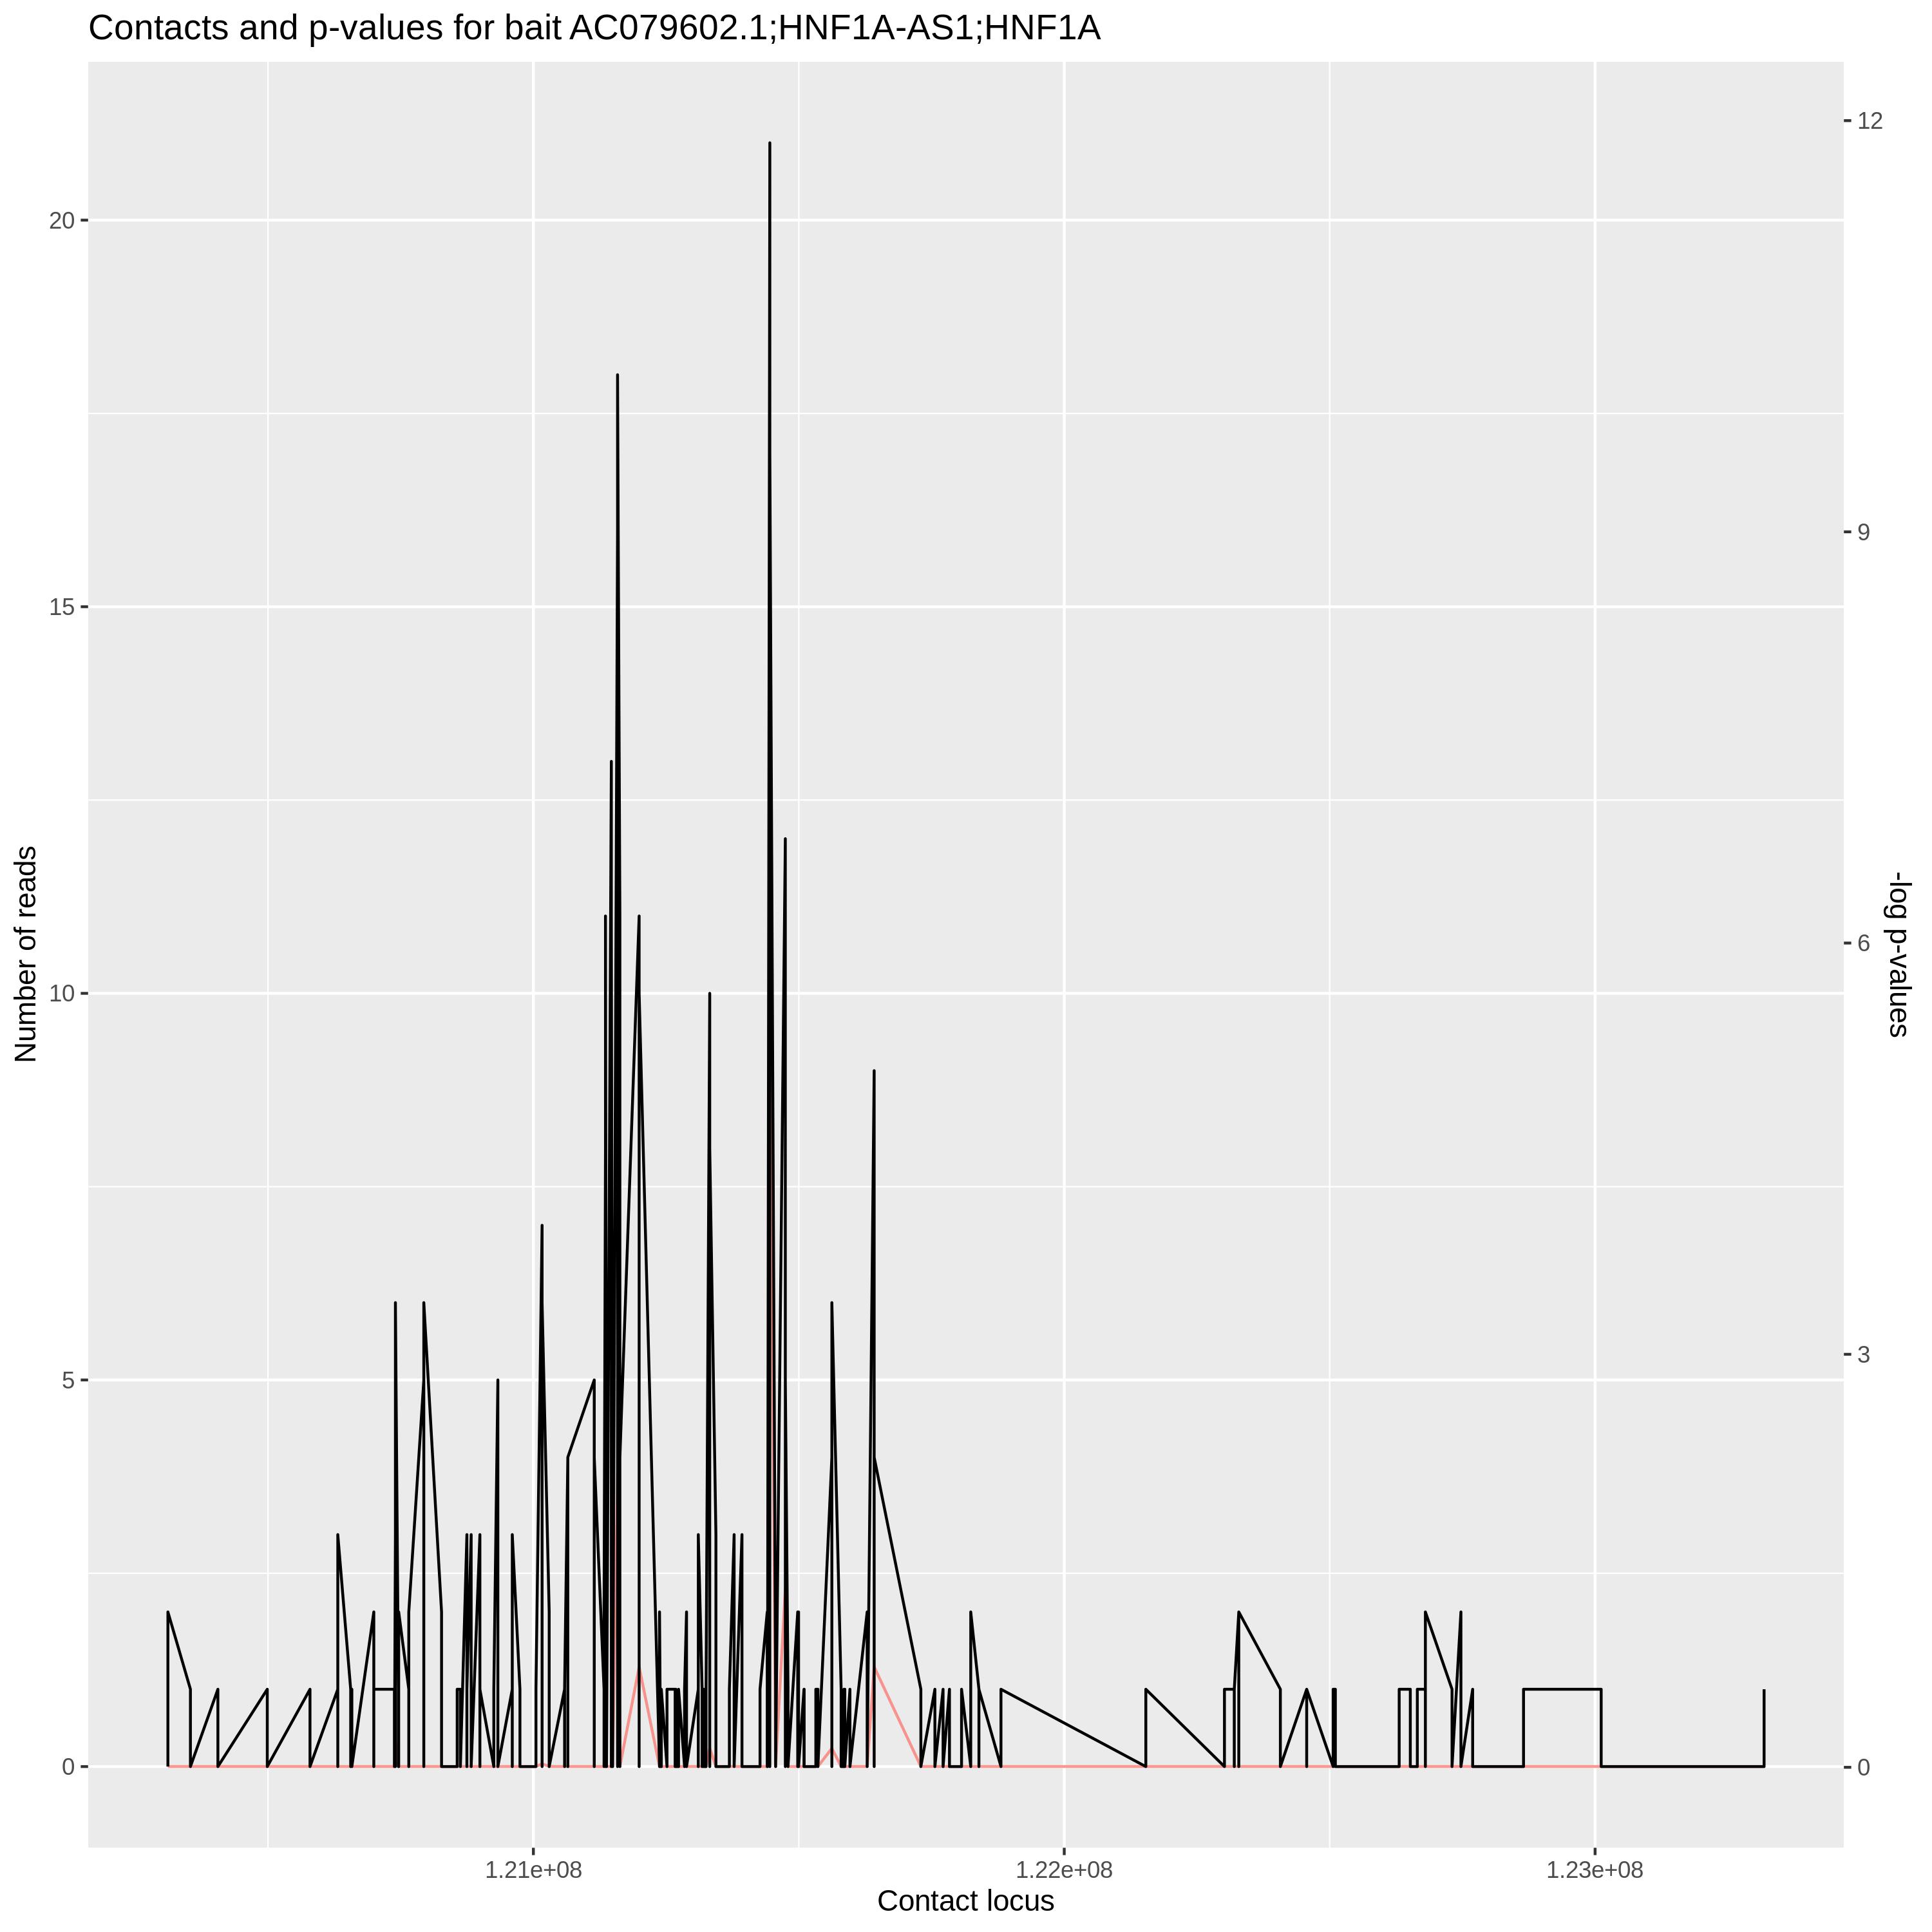 Contacts and p-values for bait AC079602.1;HNF1A-AS1;HNF1A
20
15
10
5
0
Number of reads
12
9
6
3
0
-log p-values
1.21e+08
1.22e+08
1.23e+08
Contact locus